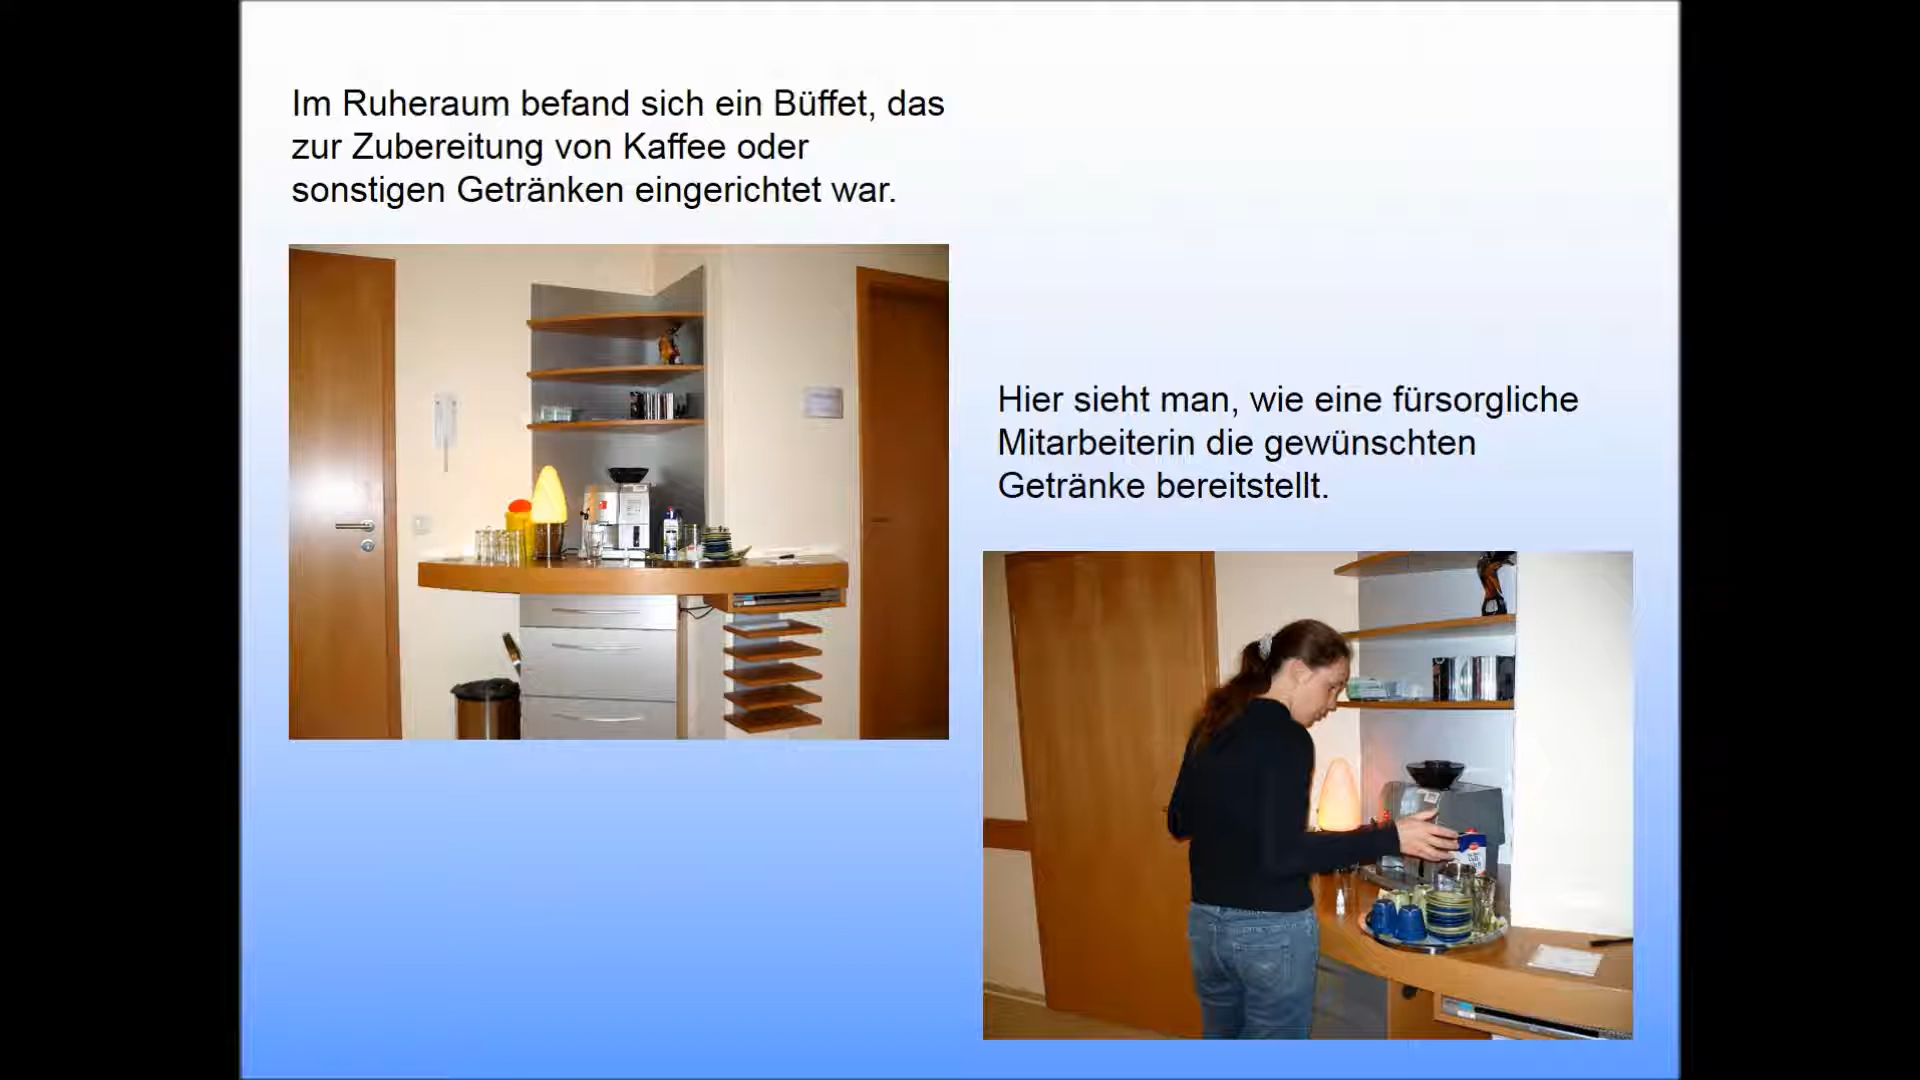 Im Ruheraum befand sich ein Büffet, das
zur Zubereitung von Kaffee oder
sonstigen Getränken eingerichtet war.
Hier sieht man, wie eine fürsorgliche
Mitarbeiterin die gewünschten
Getränke bereitstellt.